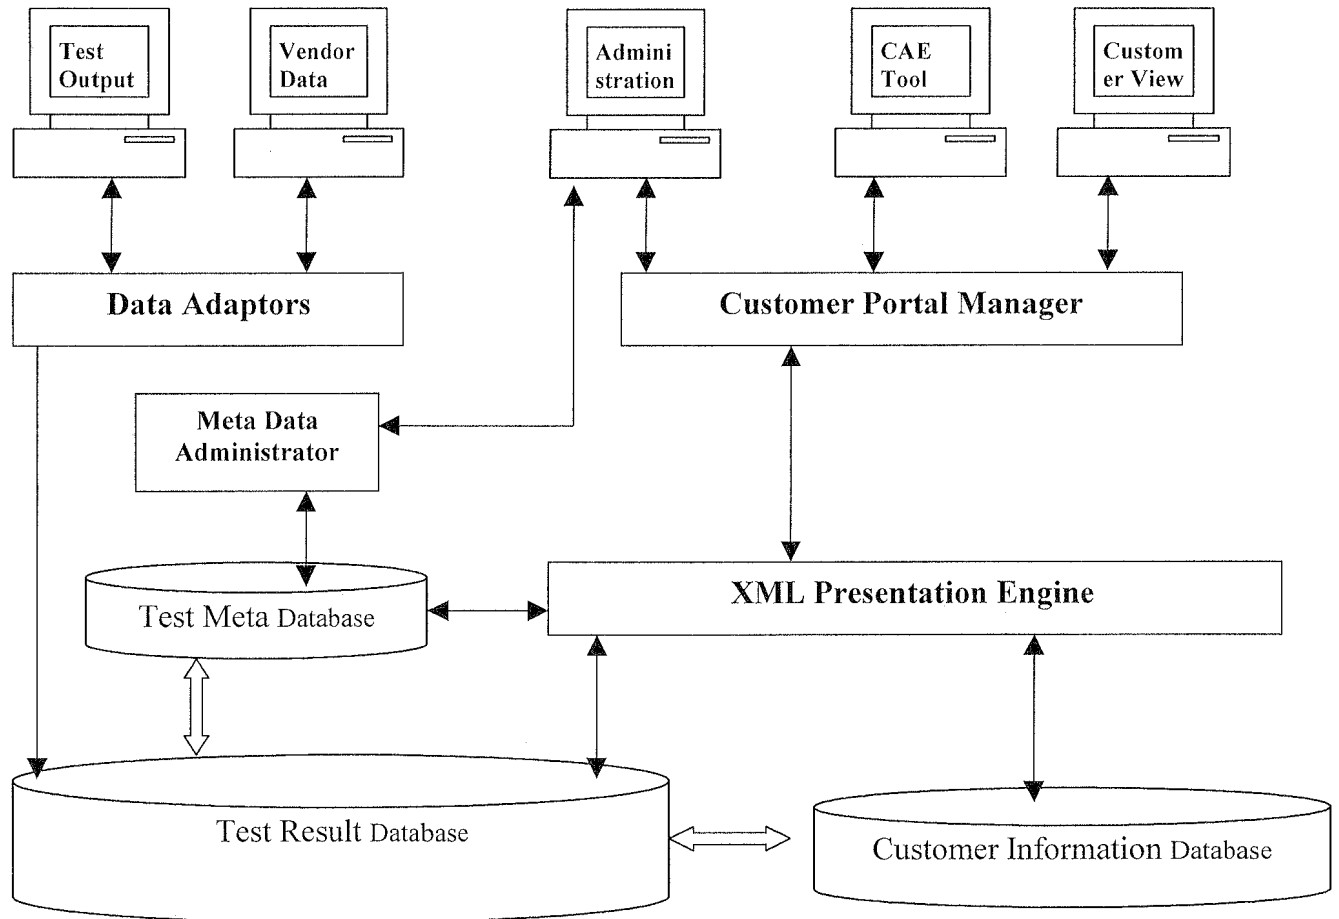 Test
Output
Vendor
Data
Admini
stration
CAE
Tool
Custom
er View
Data Adaptors
Customer Portal Manager
Meta Data
Administrator
XML Presentation Engine
Test Meta Database
Test Result Database
Customer Information Database